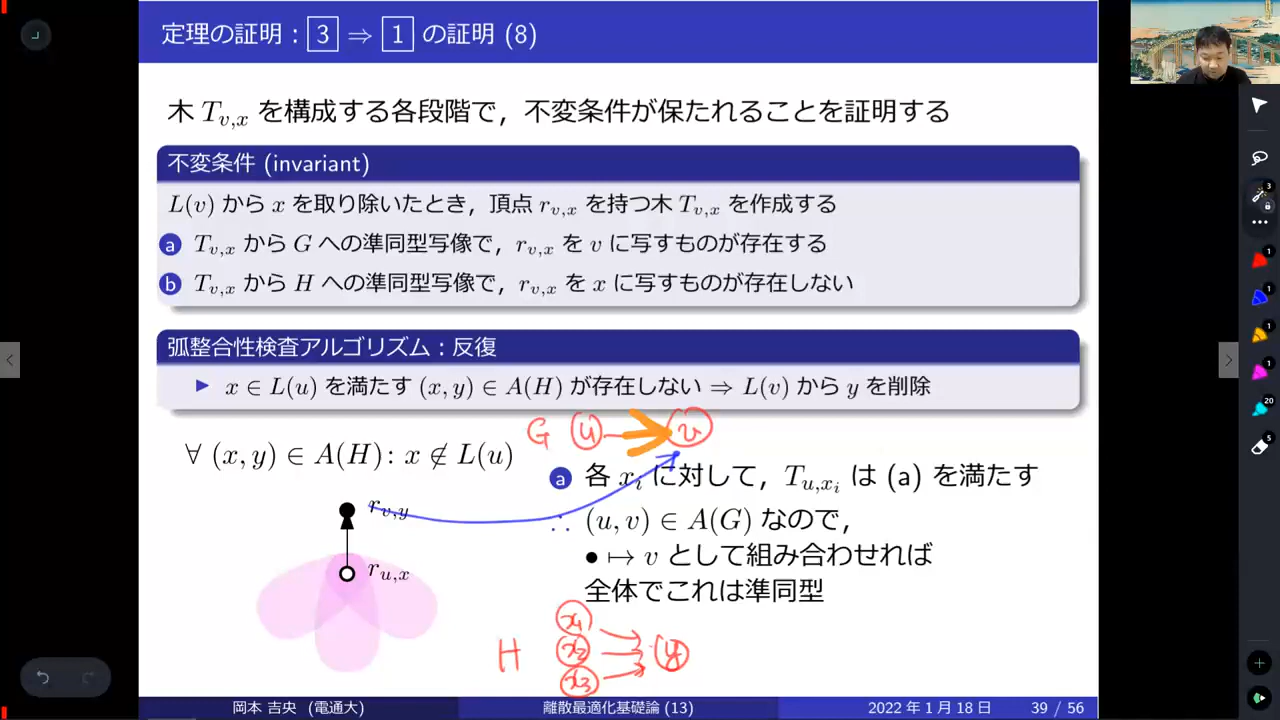 定理の証明 : 3 ⇒ 1 の証明 (8)
木 T_{v,x} を構成する各段階で，不変条件が保たれることを証明する
不変条件 (invariant)
L(v) から x を取り除いたとき，頂点 r_{v,x} を持つ木 T_{v,x} を作成する
a T_{v,x} から G への準同型写像で，r_{v,x} を v に写すものが存在する
b T_{v,x} から H への準同型写像で，r_{v,x} を x に写すものが存在しない
弧整合性検査アルゴリズム : 反復
▶ x ∈ L(u) を満たす (x, y) ∈ A(H) が存在しない ⇒ L(v) から y を削除
G u v
∀ (x, y) ∈ A(H): x ∉ L(u)
a 各 x_i に対して，T_{u,x_i} は (a) を満たす
r_{v,y}
∴ (u, v) ∈ A(G) なので，
● ↦ v として組み合わせれば
r_{u,x}
全体でこれは準同型
H x1 x2 x3 y
岡本 吉央 (電通大)
離散最適化基礎論 (13)
2022 年 1 月 18 日
39 / 56
3
1
1
1
1
20
5